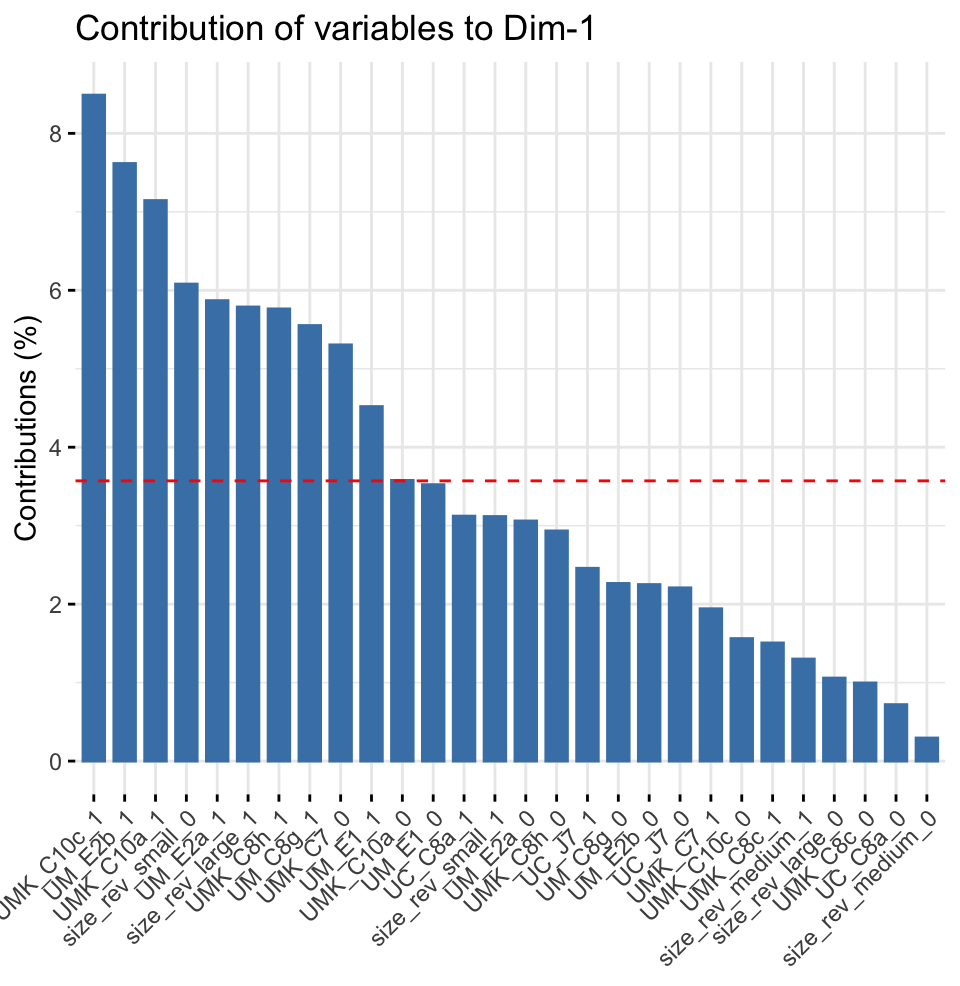 Contribution of variables to Dim-1
Contributions (%)
8
6
4
2
0
UMK_C10c_1
UM_E2b_1
UMK_C10a_1
size_rev_small_0
UM_E2a_1
size_rev_large_1
UMK_C8h_1
UM_C8g_1
UMK_C7_0
UM_E1_1
UMK_C10a_0
UM_E1_0
UC_C8a_1
size_rev_small_1
UM_E2a_0
UMK_C8h_0
UC_J7_1
UM_C8g_0
UM_E2b_0
UC_J7_0
UMK_C7_1
UMK_C10c_0
UMK_C8c_1
size_rev_medium_1
size_rev_large_0
UMK_C8c_0
UC_C8a_0
size_rev_medium_0